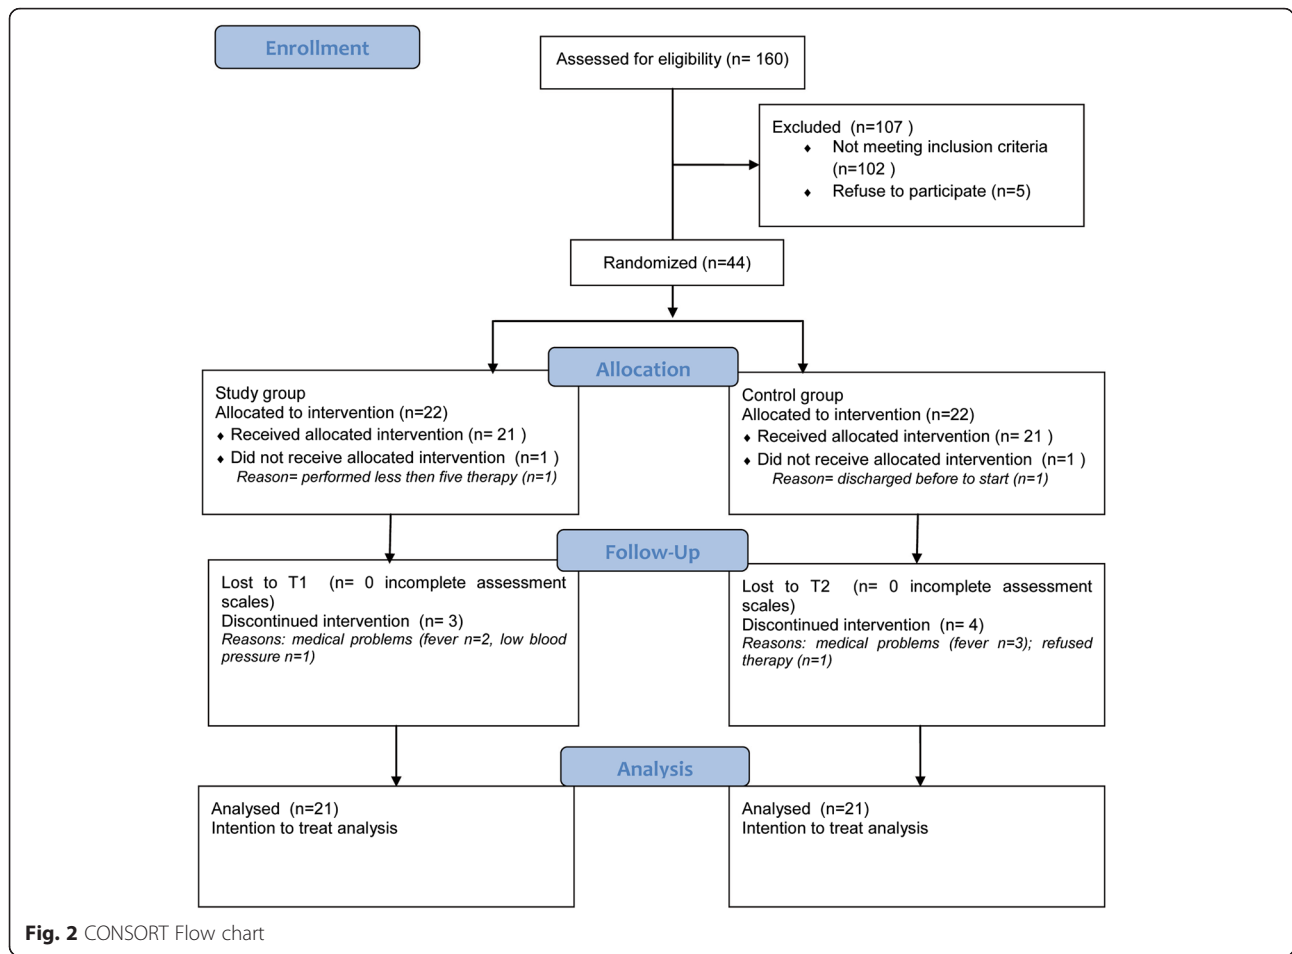 Enrollment
Assessed for eligibility (n= 160)
Excluded (n=107 )
♦ Not meeting inclusion criteria
(n=102 )
♦ Refuse to participate (n=5)
Randomized (n=44)
Allocation
Study group
Allocated to intervention (n=22)
♦ Received allocated intervention (n= 21 )
♦ Did not receive allocated intervention (n=1 )
Reason= performed less then five therapy (n=1)
Control group
Allocated to intervention (n=22)
♦ Received allocated intervention (n= 21 )
♦ Did not receive allocated intervention (n=1 )
Reason= discharged before to start (n=1)
Follow-Up
Lost to T1 (n= 0 incomplete assessment
scales)
Discontinued intervention (n= 3)
Reasons: medical problems (fever n=2, low blood
pressure n=1)
Lost to T2 (n= 0 incomplete assessment
scales)
Discontinued intervention (n= 4)
Reasons: medical problems (fever n=3); refused
therapy (n=1)
Analysis
Analysed (n=21)
Intention to treat analysis
Analysed (n=21)
Intention to treat analysis
Fig. 2 CONSORT Flow chart